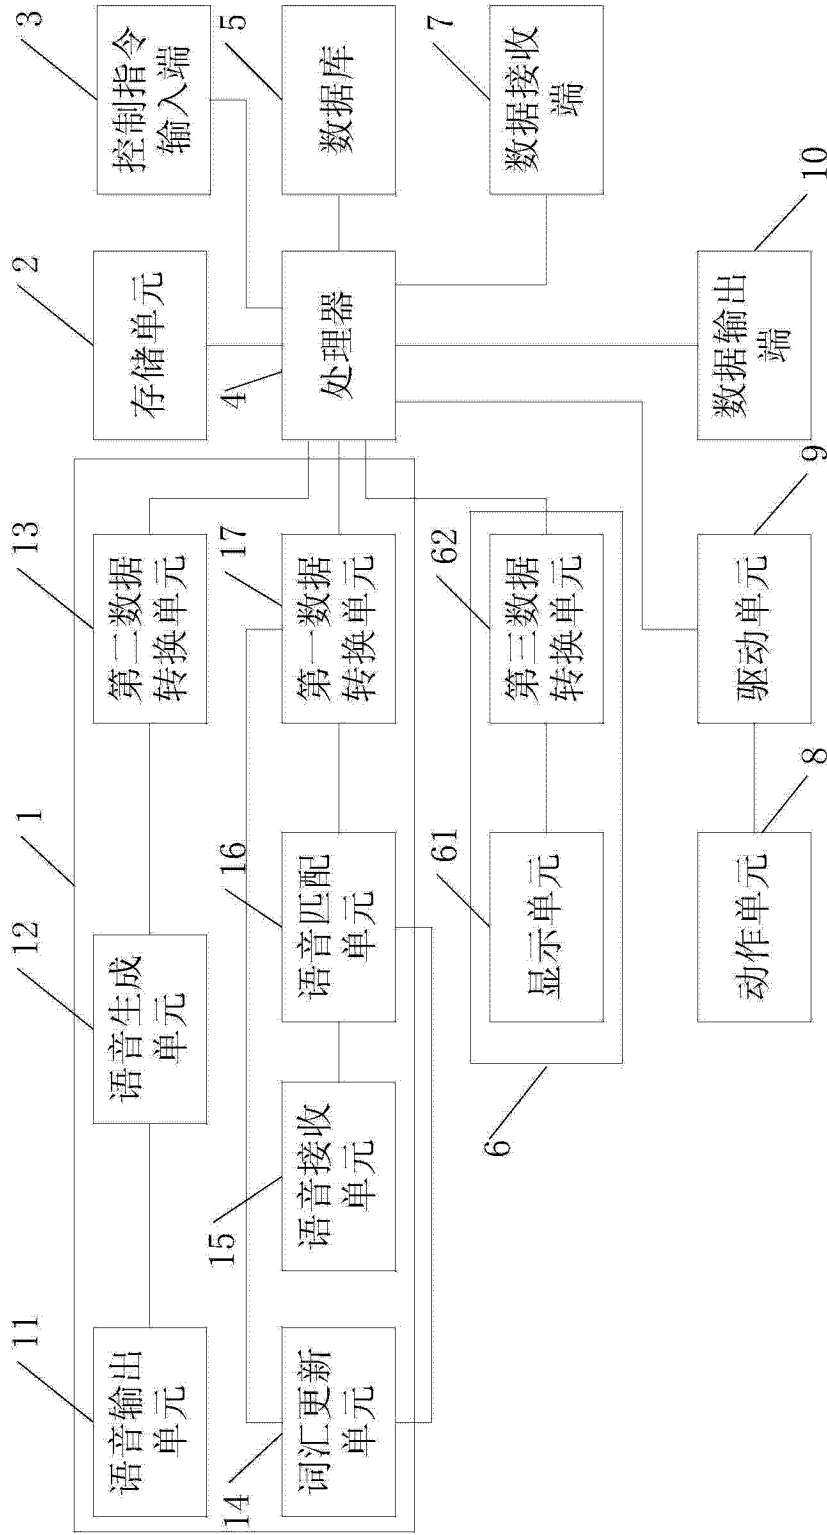 11
12
1
13
2
3
语音输出
单元
语音生成
单元
第二数据
转换单元
存储单元
控制指令
输入端
14
15
16
17
4
5
词汇更新
单元
语音接收
单元
语音匹配
单元
第一数据
转换单元
处理器
数据库
6
61
62
7
显示单元
第三数据
转换单元
数据接收
端
8
9
10
动作单元
驱动单元
数据输出
端